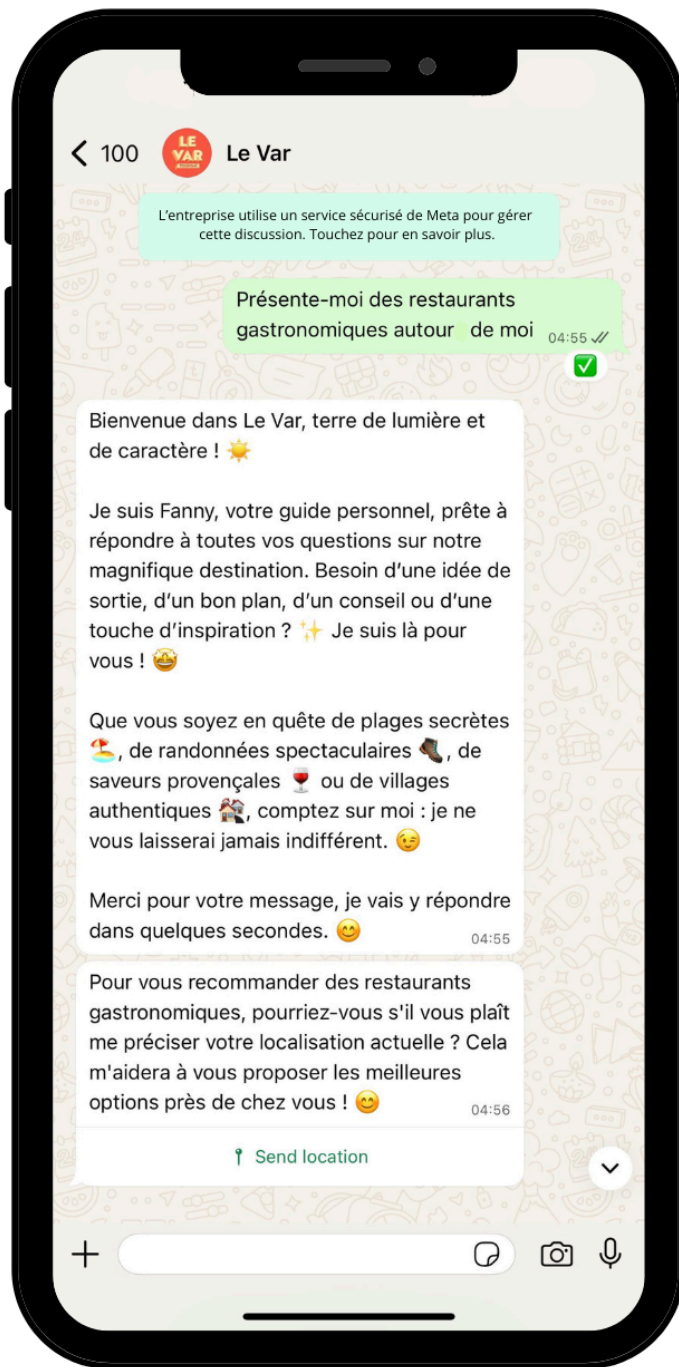 100
LE
VAR
Le Var
L'entreprise utilise un service sécurisé de Meta pour gérer
cette discussion. Touchez pour en savoir plus.
Présente-moi des restaurants
gastronomiques autour de moi
04:55
Bienvenue dans Le Var, terre de lumière et
de caractère ! ☀️
Je suis Fanny, votre guide personnel, prête à
répondre à toutes vos questions sur notre
magnifique destination. Besoin d'une idée de
sortie, d'un bon plan, d'un conseil ou d'une
touche d'inspiration ? ✨ Je suis là pour
vous ! 🤩
Que vous soyez en quête de plages secrètes
🏖️, de randonnées spectaculaires 🥾, de
saveurs provençales 🍷 ou de villages
authentiques 🏘️, comptez sur moi : je ne
vous laisserai jamais indifférent. 😉
Merci pour votre message, je vais y répondre
dans quelques secondes. 😊
04:55
Pour vous recommander des restaurants
gastronomiques, pourriez-vous s'il vous plaît
me préciser votre localisation actuelle ? Cela
m'aidera à vous proposer les meilleures
options près de chez vous ! 😊
04:56
Send location